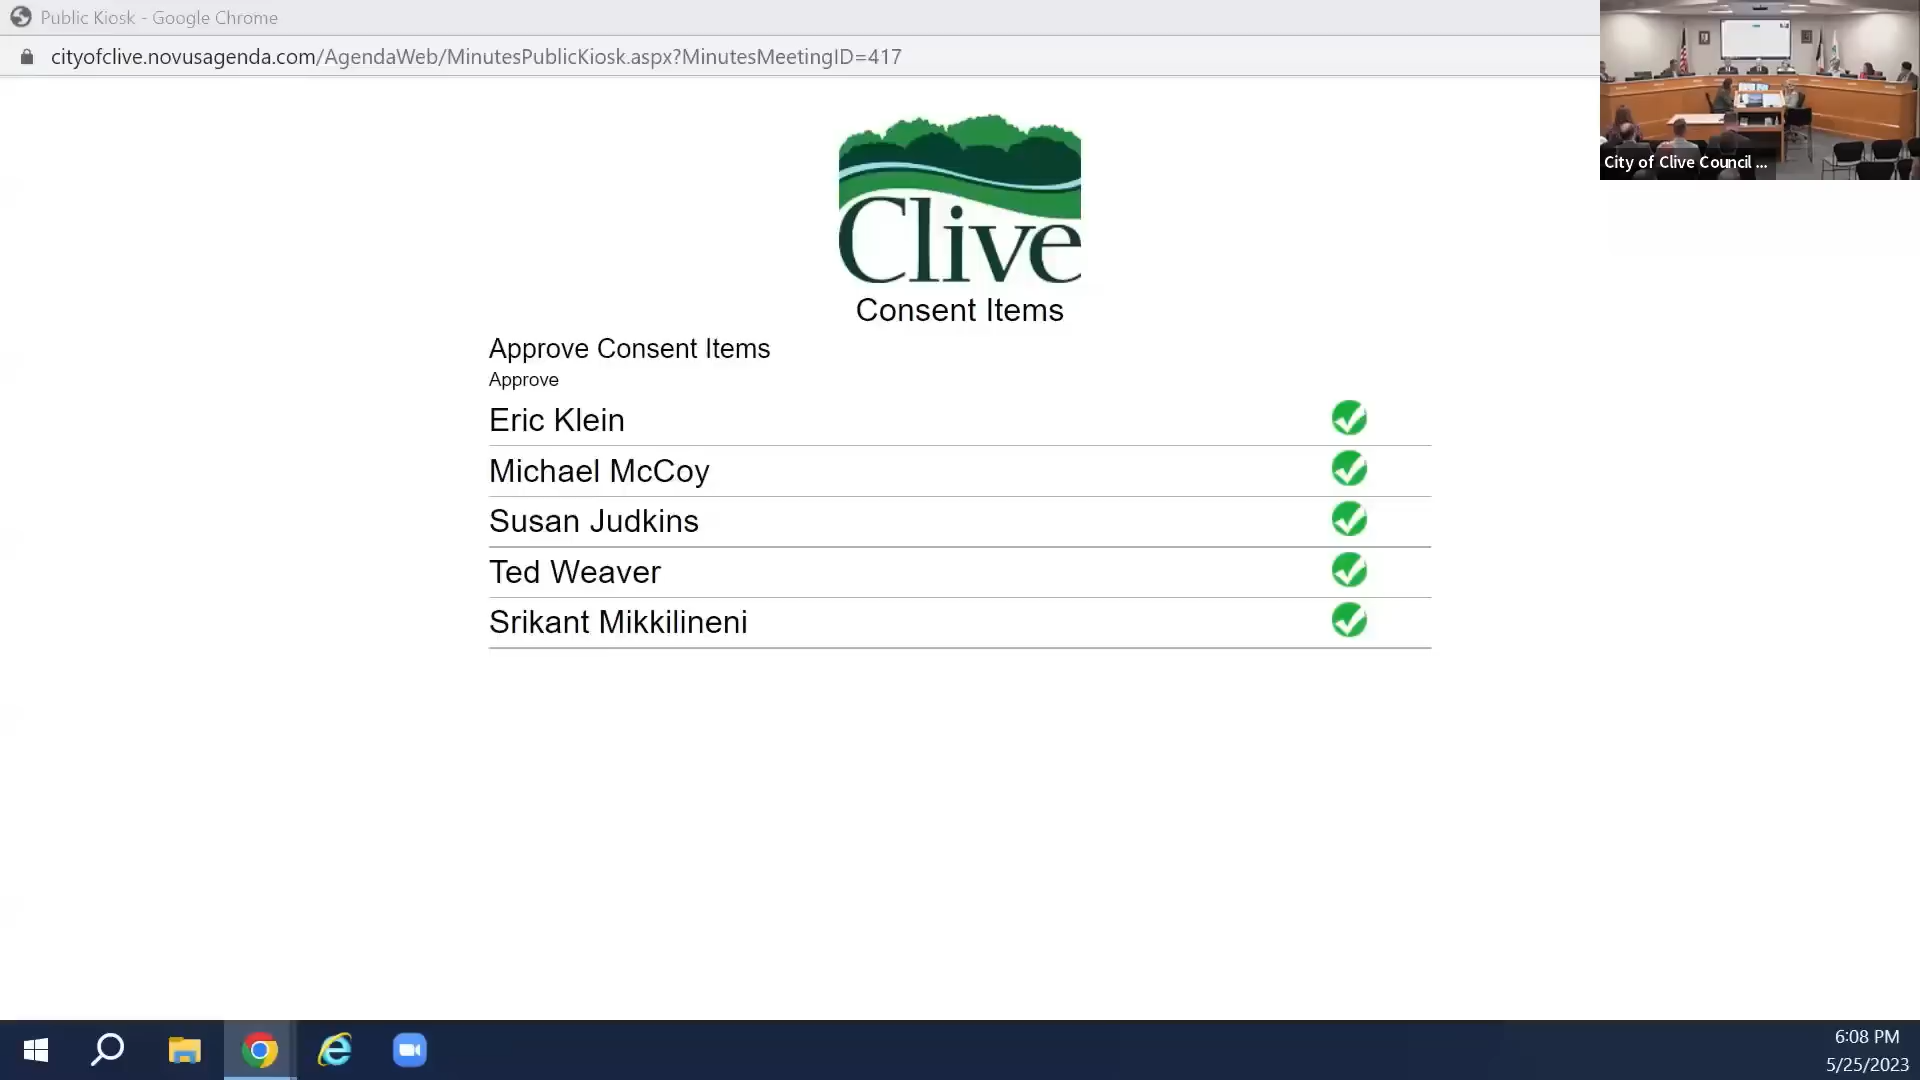 Public Kiosk - Google Chrome
cityofclive.novusagenda.com/AgendaWeb/MinutesPublicKiosk.aspx?MinutesMeetingID=417
City of Clive Council ...
Clive
Consent Items
Approve Consent Items
Approve
Eric Klein
Michael McCoy
Susan Judkins
Ted Weaver
Srikant Mikkilineni
6:08 PM
5/25/2023